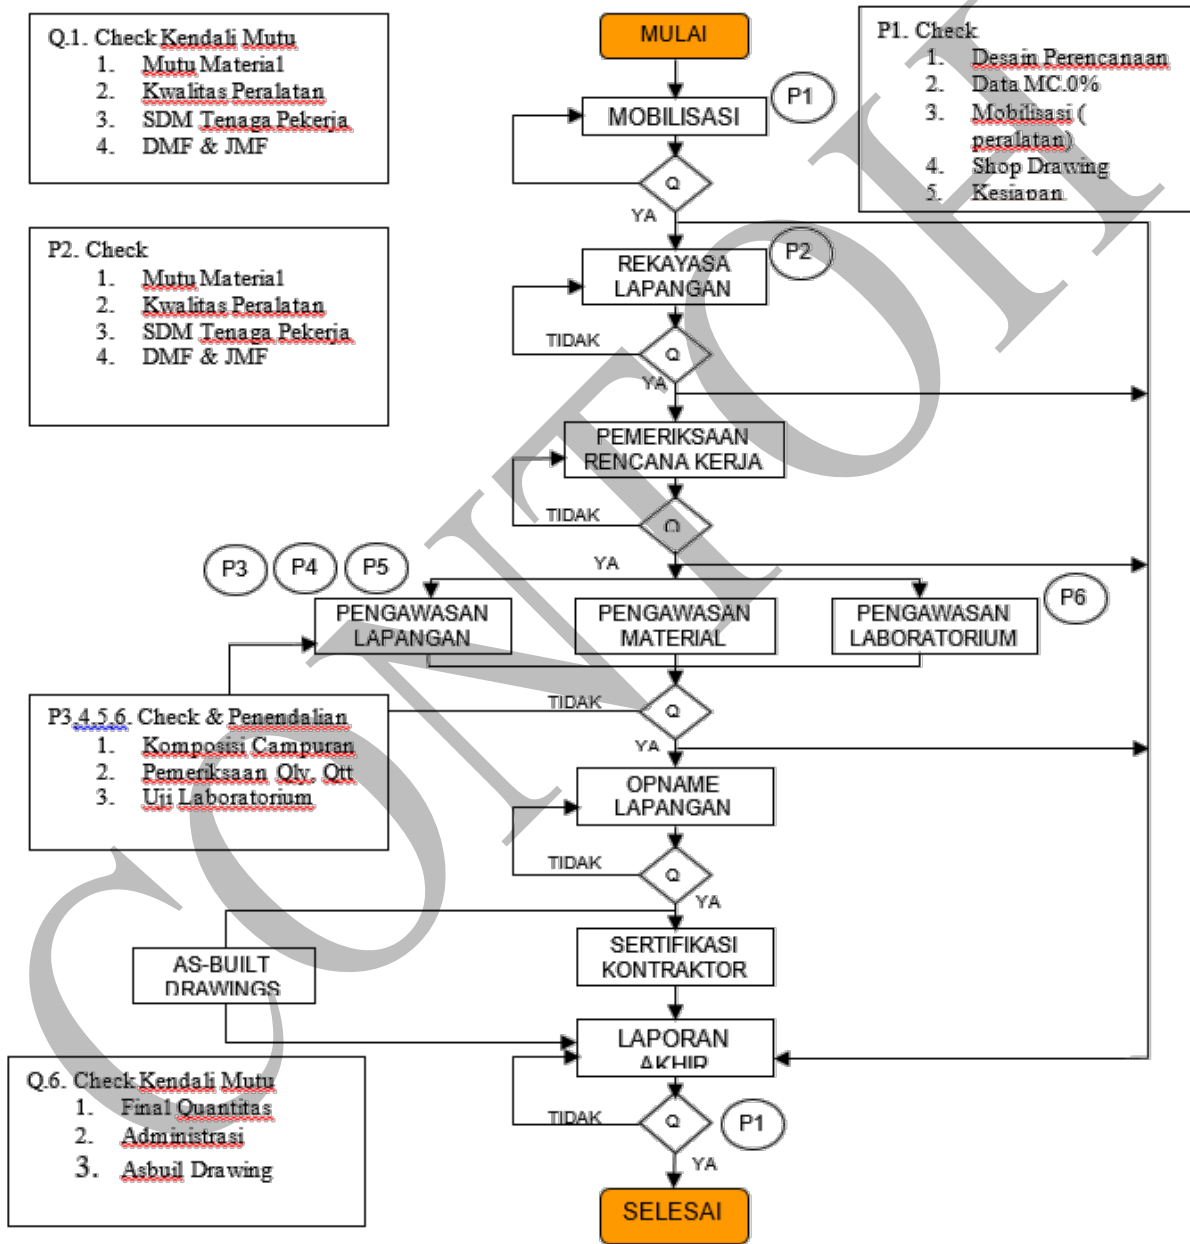 Q.1. Check Kendali Mutu
1. Mutu Material
2. Kwalitas Peralatan
3. SDM Tenaga Pekerja
4. DMF & JMF
MULAI
P1. Check
1. Desain Perencanaan
2. Data MC.0%
3. Mobilisasi (
peralatan)
4. Shop Drawing
5. Kesiapan
MOBILISASI
P1
Q
YA
P2. Check
1. Mutu Material
2. Kwalitas Peralatan
3. SDM Tenaga Pekerja
4. DMF & JMF
REKAYASA
LAPANGAN
P2
TIDAK
Q
YA
PEMERIKSAAN
RENCANA KERJA
TIDAK
Q
YA
P3
P4
P5
PENGAWASAN
LAPANGAN
PENGAWASAN
MATERIAL
PENGAWASAN
LABORATORIUM
P6
P3.4.5.6. Check & Penendalian
1. Komposisi Campuran
2. Pemeriksaan Qly, Qtt
3. Uji Laboratorium
TIDAK
Q
YA
OPNAME
LAPANGAN
TIDAK
Q
YA
AS-BUILT
DRAWINGS
SERTIFIKASI
KONTRAKTOR
LAPORAN
AKHIR
Q.6. Check Kendali Mutu
1. Final Quantitas
2. Administrasi
3. Asbuil Drawing
TIDAK
Q
P1
YA
SELESAI
CONTOH